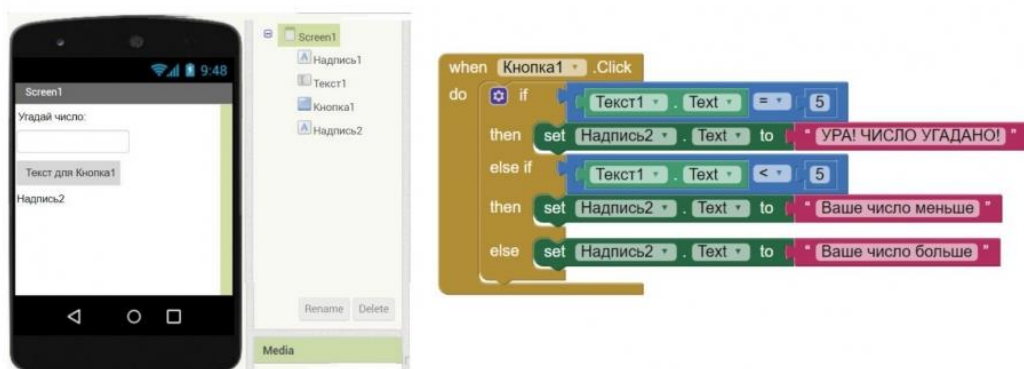 9:48
Screen1
Угадай число:
Текст для Кнопка1
Надпись2
Screen1
Надпись1
Текст1
Кнопка1
Надпись2
Rename Delete
Media
when Кнопка1 .Click
do if Текст1 . Text = 5
then set Надпись2 . Text to " УРА! ЧИСЛО УГАДАНО! "
else if Текст1 . Text < 5
then set Надпись2 . Text to " Ваше число меньше "
else set Надпись2 . Text to " Ваше число больше "